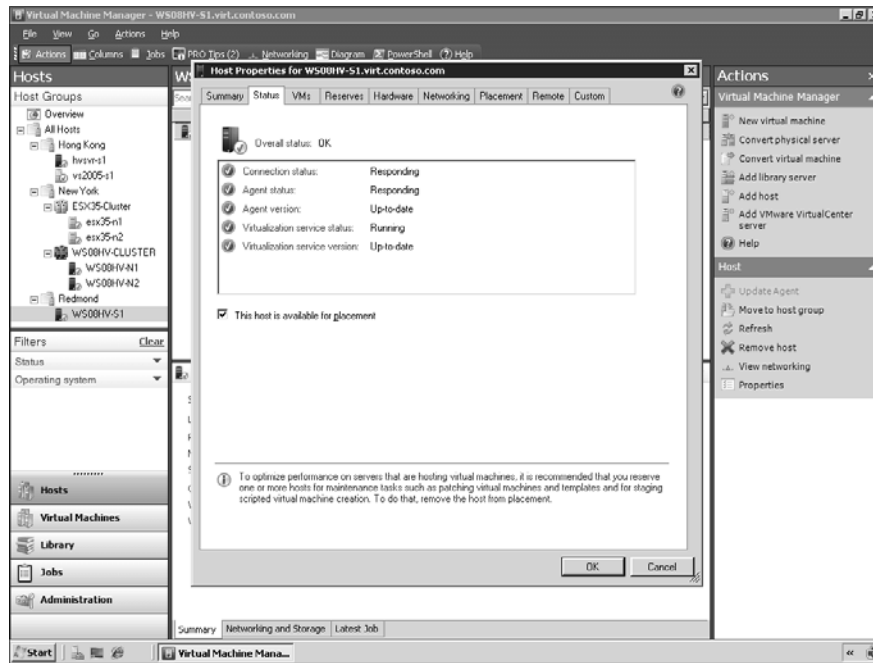 Virtual Machine Manager - WS08HV-S1.virt.contoso.com
File View Go Actions Help
Actions Columns Jobs PRO Tips (2) Networking Diagram PowerShell Help
Hosts
Host Groups
Overview
All Hosts
Hong Kong
hvsvr-s1
vs2005-s1
New York
ESX35-Cluster
esx35-n1
esx35-n2
WS08HV-CLUSTER
WS08HV-N1
WS08HV-N2
Redmond
WS08HV-S1
Filters Clear
Status
Operating system
Hosts
Virtual Machines
Library
Jobs
Administration
Host Properties for WS08HV-S1.virt.contoso.com
Summary Status VMs Reserves Hardware Networking Placement Remote Custom
Overall status: OK
Connection status: Responding
Agent status: Responding
Agent version: Up-to-date
Virtualization service status: Running
Virtualization service version: Up-to-date
This host is available for placement
To optimize performance on servers that are hosting virtual machines, it is recommended that you reserve
one or more hosts for maintenance tasks such as patching virtual machines and templates and for staging
scripted virtual machine creation. To do that, remove the host from placement.
OK Cancel
Summary Networking and Storage Latest Job
Actions
Virtual Machine Manager
New virtual machine
Convert physical server
Convert virtual machine
Add library server
Add host
Add VMware VirtualCenter
server
Help
Host
Update Agent
Move to host group
Refresh
Remove host
View networking
Properties
Start Virtual Machine Mana...